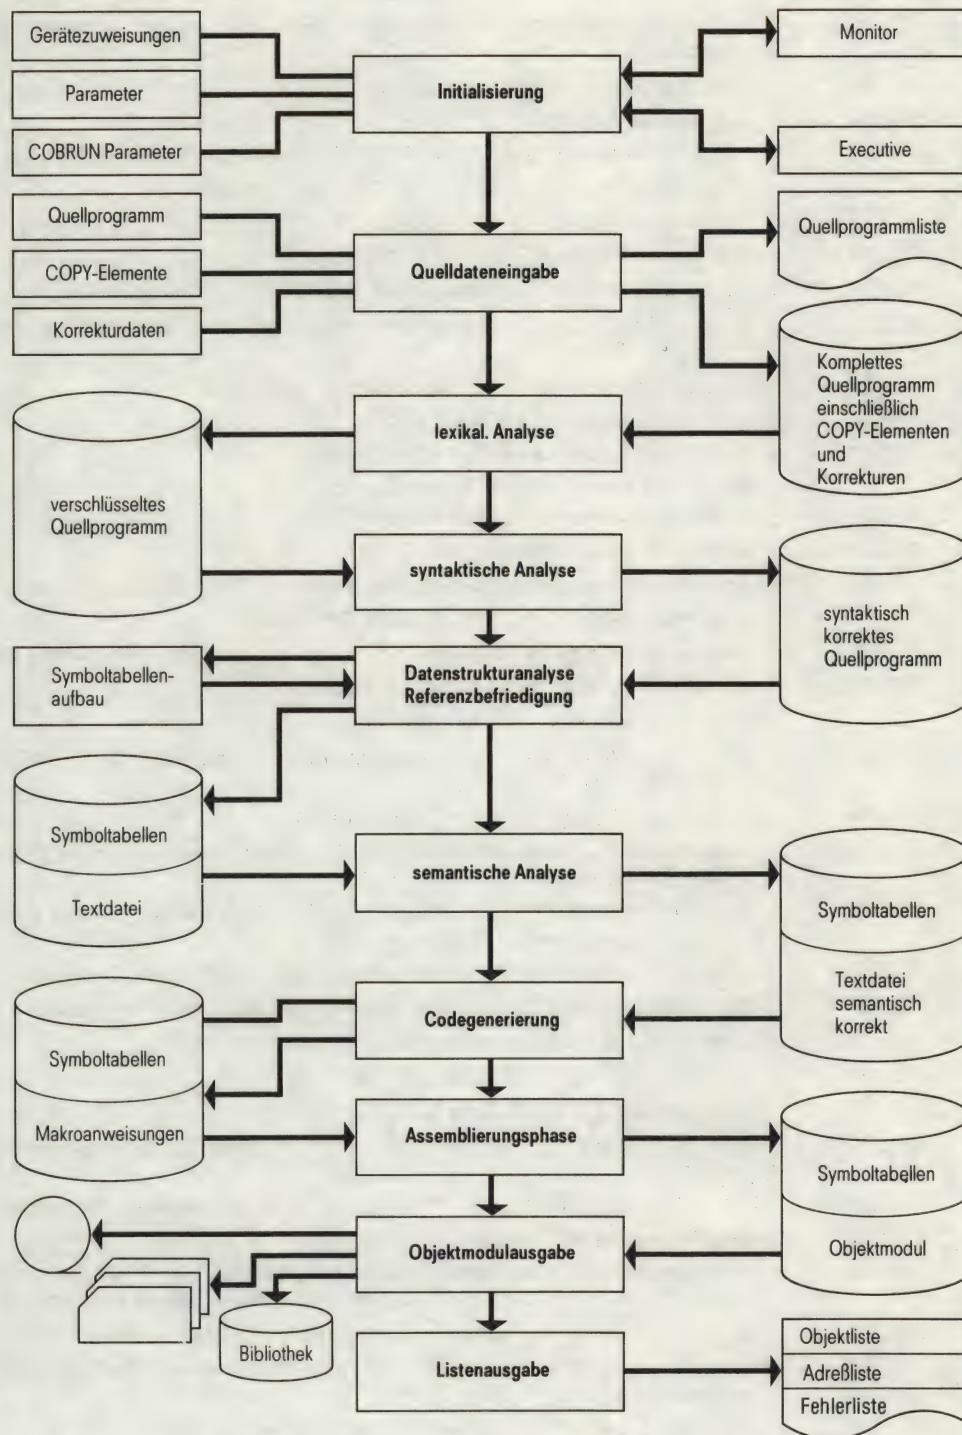 Gerätezuweisungen
Monitor
Parameter
Initialisierung
COBRUN Parameter
Executive
Quellprogramm
Quellprogrammliste
COPY-Elemente
Quelldateneingabe
Korrekturdaten
Komplettes
Quellprogramm
einschließlich
COPY-Elementen
und
Korrekturen
lexikal. Analyse
verschlüsseltes
Quellprogramm
syntaktische Analyse
syntaktisch
korrektes
Quellprogramm
Symboltabellen-
aufbau
Datenstrukturanalyse
Referenzbefriedigung
Symboltabellen
Textdatei
semantische Analyse
Symboltabellen
Textdatei
semantisch
korrekt
Codegenerierung
Symboltabellen
Makroanweisungen
Assemblierungsphase
Symboltabellen
Objektmodul
Objektmodulausgabe
Bibliothek
Listenausgabe
Objektliste
Adreßliste
Fehlerliste